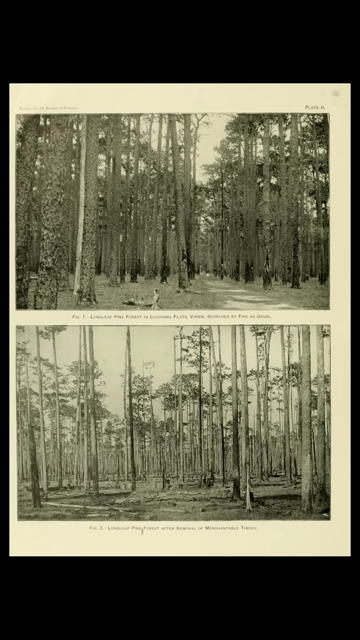 PLATE II.
FIG. 1.—LONGLEAF PINE FOREST IN LOUISIANA FLATS, VIRGIN, SCORCHED BY FIRE AS USUAL.
FIG. 2.—LONGLEAF PINE FOREST AFTER REMOVAL OF MERCHANTABLE TIMBER.